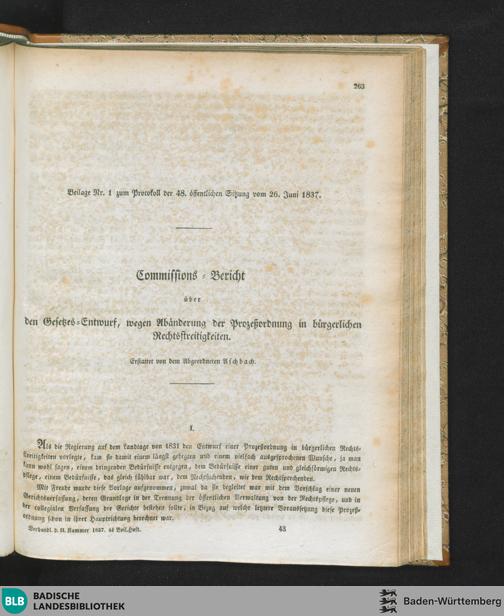 263
Beilage Nr. 1 zum Protokoll der 48. öffentlichen Sitzung vom 26. Juni 1837.
Commissions-Bericht
über
den Gesetzes-Entwurf, wegen Abänderung der Prozeßordnung in bürgerlichen
Rechtsstreitigkeiten.
Erstattet von dem Abgeordneten Aschbach.
I.
Als die Regierung auf dem Landtage von 1831 den Entwurf einer Prozeßordnung in bürgerlichen Rechts-
streitigkeiten vorlegte, kam sie damit einem längst gehegten und einem vielfach ausgesprochenen Wunsche, ja man
kann wohl sagen, einem dringenden Bedürfnisse entgegen, dem Bedürfnisse einer guten und gleichförmigen Rechts-
pflege, einem Bedürfnisse, das gleich fühlbar war, dem Rechtsuchenden, wie dem Rechtsprechenden.
Mit Freude wurde diese Vorlage aufgenommen, zumal da sie begleitet war mit dem Vorschlag einer neuen
Gerichtsverfassung, deren Grundlage in der Trennung der öffentlichen Verwaltung von der Rechtspflege, und in
der collegialen Verfassung der Gerichte bestehen sollte, in Bezug auf welche letztere Voraussetzung diese Prozeß-
ordnung schon in ihrer Hauptrichtung berechnet war.
Verhandl. d. II. Kammer 1837. 4s Beil.Heft. 43
BLB BADISCHE
LANDESBIBLIOTHEK
Baden-Württemberg